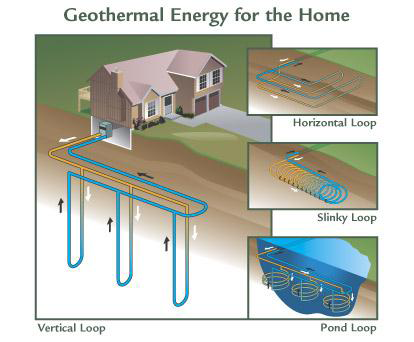 Geothermal Energy for the Home
Horizontal Loop
Slinky Loop
Vertical Loop
Pond Loop